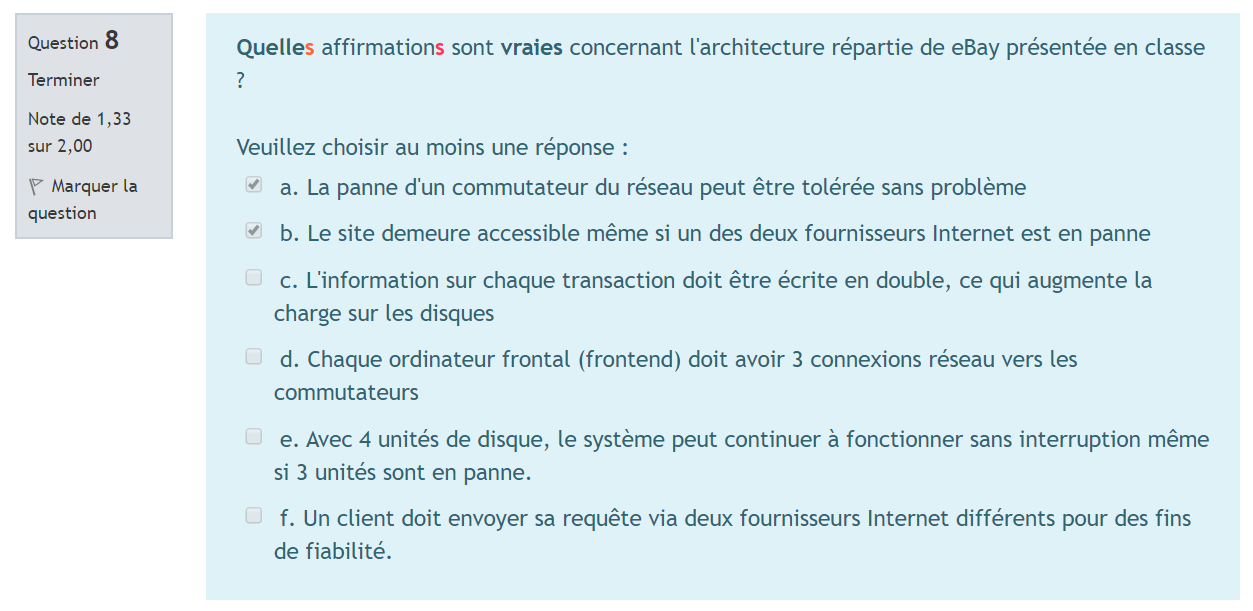 Question 8
Terminer
Note de 1,33
sur 2,00
Marquer la
question
Quelles affirmations sont vraies concernant l'architecture répartie de eBay présentée en classe
?
Veuillez choisir au moins une réponse :
a. La panne d'un commutateur du réseau peut être tolérée sans problème
b. Le site demeure accessible même si un des deux fournisseurs Internet est en panne
c. L'information sur chaque transaction doit être écrite en double, ce qui augmente la
charge sur les disques
d. Chaque ordinateur frontal (frontend) doit avoir 3 connexions réseau vers les
commutateurs
e. Avec 4 unités de disque, le système peut continuer à fonctionner sans interruption même
si 3 unités sont en panne.
f. Un client doit envoyer sa requête via deux fournisseurs Internet différents pour des fins
de fiabilité.